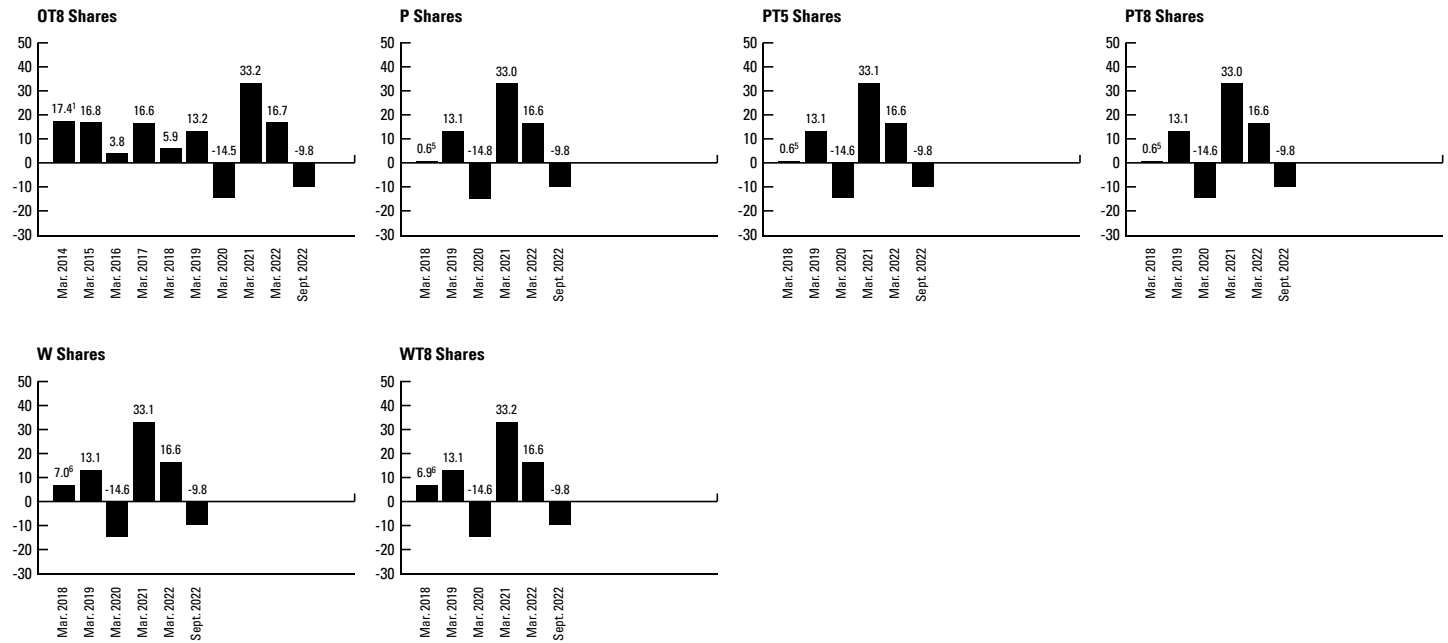 OT8 Shares
50
40
30
20
10
0
-10
-20
-30
17.4¹
16.8
3.8
16.6
5.9
13.2
-14.5
33.2
16.7
-9.8
Mar. 2014
Mar. 2015
Mar. 2016
Mar. 2017
Mar. 2018
Mar. 2019
Mar. 2020
Mar. 2021
Mar. 2022
Sept. 2022
P Shares
50
40
30
20
10
0
-10
-20
-30
0.6⁵
13.1
-14.8
33.0
16.6
-9.8
Mar. 2018
Mar. 2019
Mar. 2020
Mar. 2021
Mar. 2022
Sept. 2022
PT5 Shares
50
40
30
20
10
0
-10
-20
-30
0.6⁵
13.1
-14.6
33.1
16.6
-9.8
Mar. 2018
Mar. 2019
Mar. 2020
Mar. 2021
Mar. 2022
Sept. 2022
PT8 Shares
50
40
30
20
10
0
-10
-20
-30
0.6⁵
13.1
-14.6
33.0
16.6
-9.8
Mar. 2018
Mar. 2019
Mar. 2020
Mar. 2021
Mar. 2022
Sept. 2022
W Shares
50
40
30
20
10
0
-10
-20
-30
7.0⁶
13.1
-14.6
33.1
16.6
-9.8
Mar. 2018
Mar. 2019
Mar. 2020
Mar. 2021
Mar. 2022
Sept. 2022
WT8 Shares
50
40
30
20
10
0
-10
-20
-30
6.9⁶
13.1
-14.6
33.2
16.6
-9.8
Mar. 2018
Mar. 2019
Mar. 2020
Mar. 2021
Mar. 2022
Sept. 2022